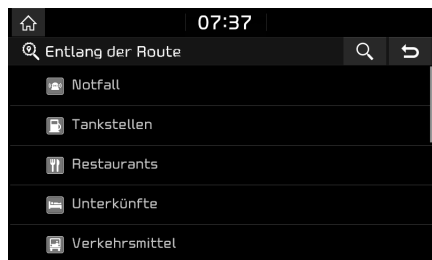 07:37
Entlang der Route
Notfall
Tankstellen
Restaurants
Unterkünfte
Verkehrsmittel